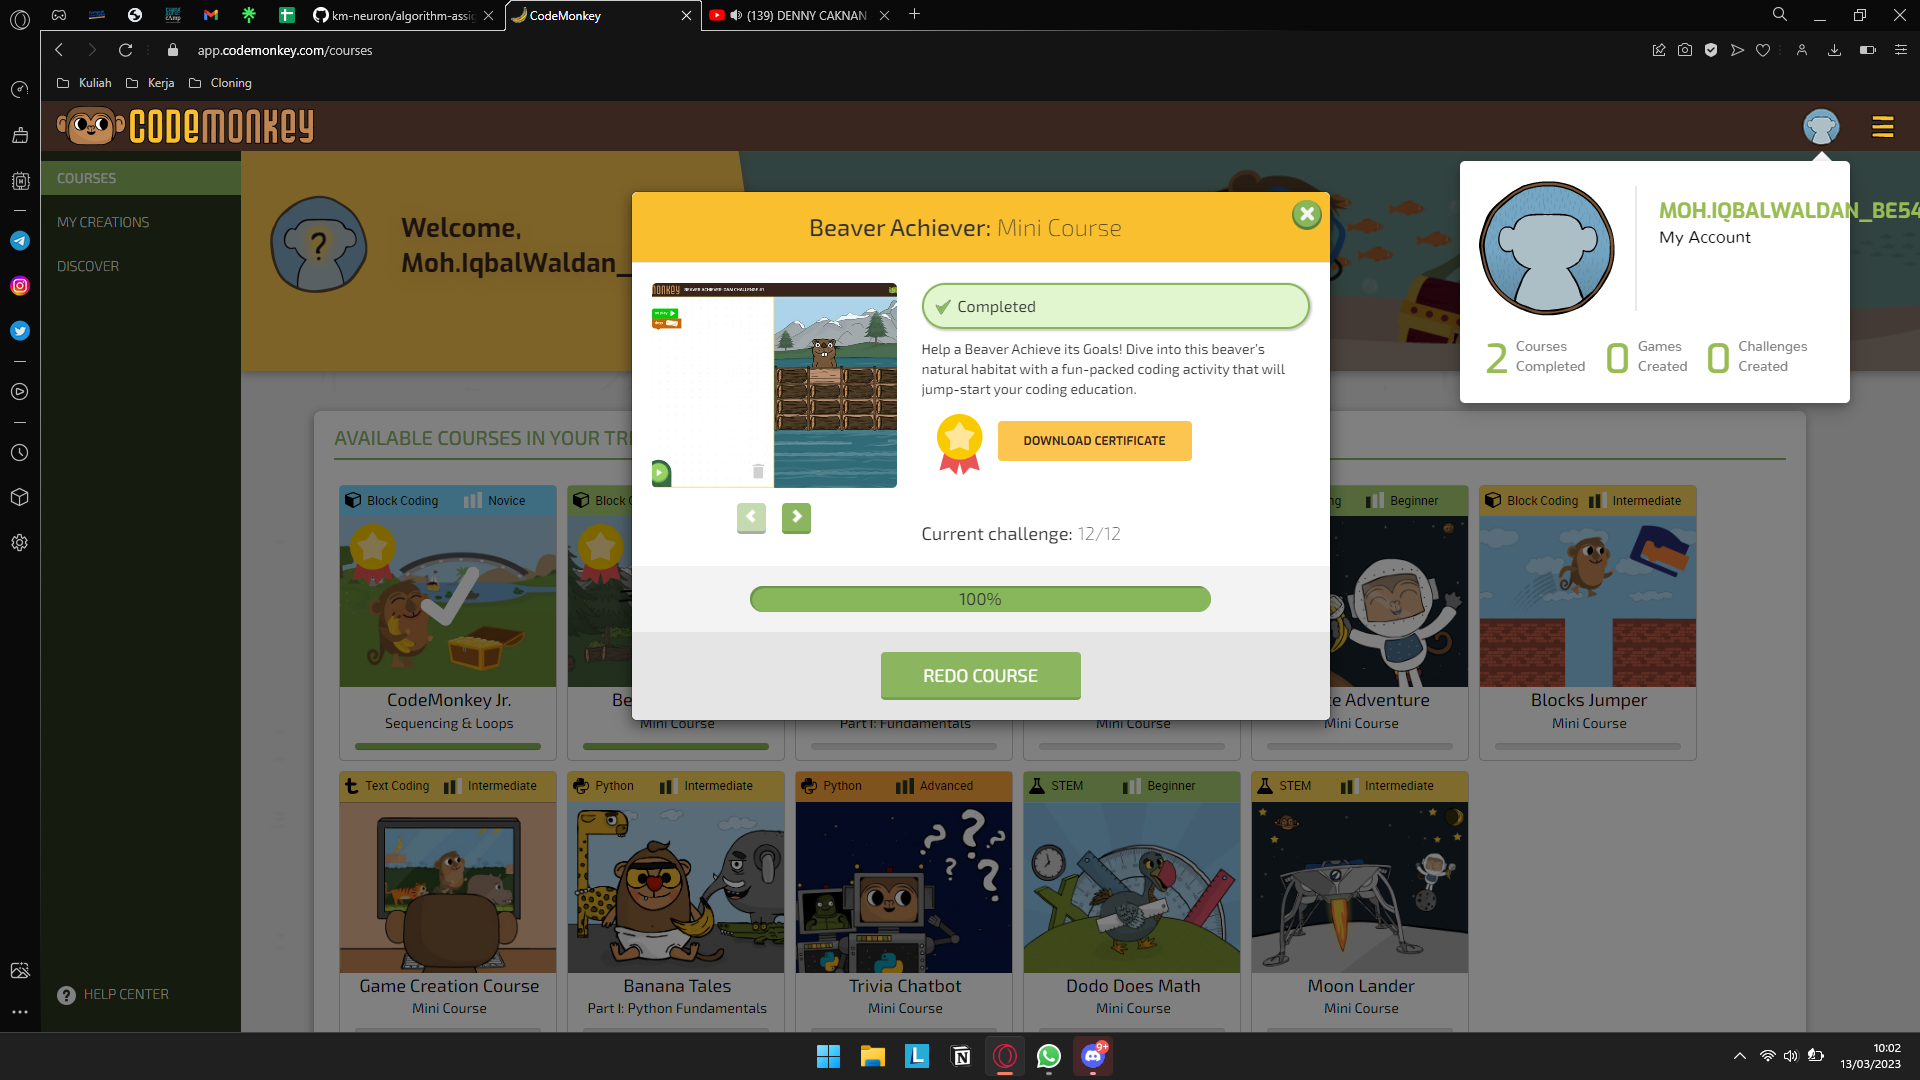 km-neuron/algorithm-assig
CodeMonkey
(139) DENNY CAKNAN
app.codemonkey.com/courses
Kuliah
Kerja
Cloning
CODEMONKEY
COURSES
MY CREATIONS
DISCOVER
HELP CENTER
Welcome,
Moh.IqbalWaldan_
MOH.IQBALWALDAN_BE54
My Account
2 Courses Completed
0 Games Created
0 Challenges Created
Beaver Achiever: Mini Course
MONKEY
Completed
Help a Beaver Achieve its Goals! Dive into this beaver's
natural habitat with a fun-packed coding activity that will
jump-start your coding education.
DOWNLOAD CERTIFICATE
Current challenge: 12/12
100%
REDO COURSE
AVAILABLE COURSES IN YOUR TRI
Block Coding Novice
CodeMonkey Jr.
Sequencing & Loops
Block C
Be
Mini Course
Part I: Fundamentals
Mini Course
ng Beginner
e Adventure
Mini Course
Block Coding Intermediate
Blocks Jumper
Mini Course
Text Coding Intermediate
Game Creation Course
Mini Course
Python Intermediate
Banana Tales
Part I: Python Fundamentals
Python Advanced
Trivia Chatbot
Mini Course
STEM Beginner
Dodo Does Math
Mini Course
STEM Intermediate
Moon Lander
Mini Course
9+
10:02
13/03/2023